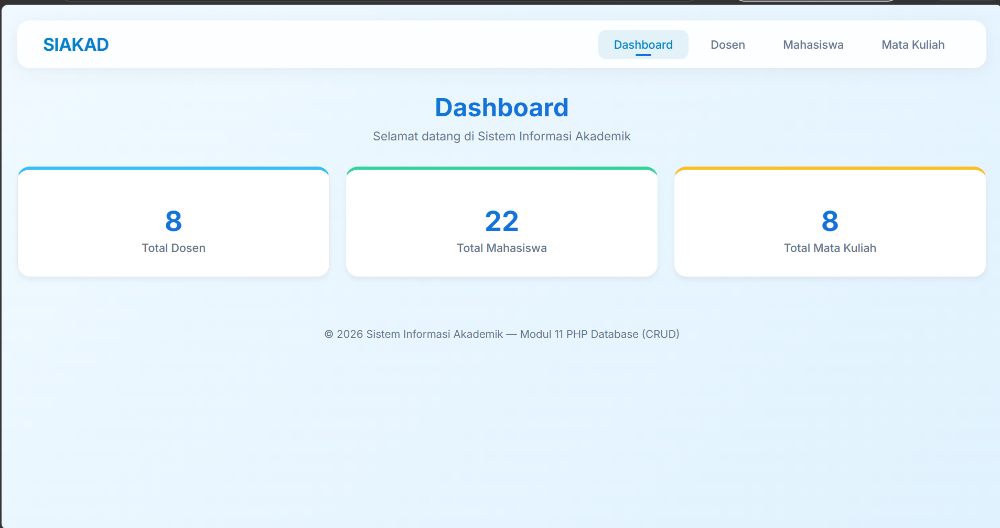 SIAKAD
Dashboard
Dosen
Mahasiswa
Mata Kuliah
Dashboard
Selamat datang di Sistem Informasi Akademik
8
Total Dosen
22
Total Mahasiswa
8
Total Mata Kuliah
© 2026 Sistem Informasi Akademik — Modul 11 PHP Database (CRUD)